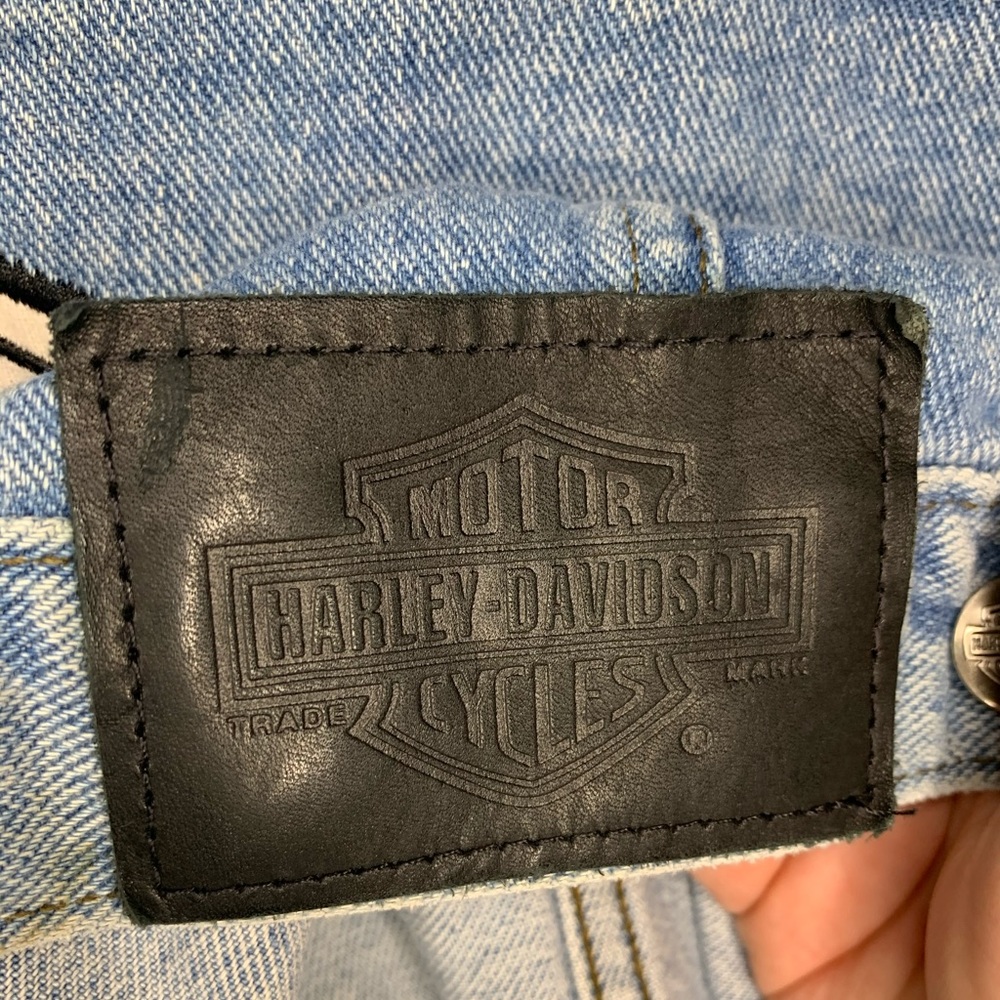 MOTOR
HARLEY-DAVIDSON
CYCLES
TRADE MARK
®